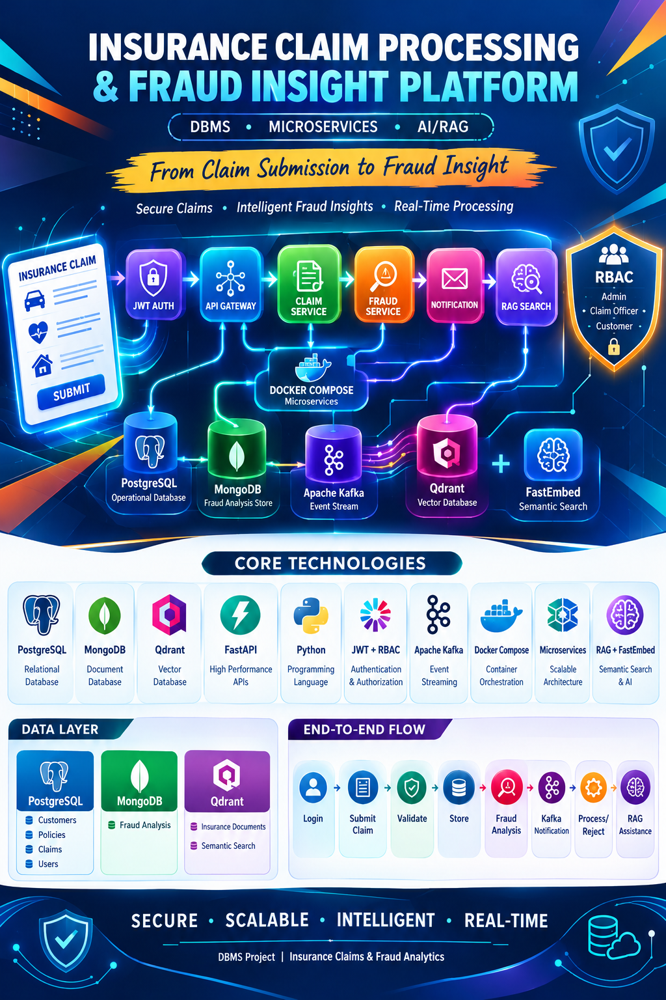 INSURANCE CLAIM PROCESSING
& FRAUD INSIGHT PLATFORM
DBMS • MICROSERVICES • AI/RAG
From Claim Submission to Fraud Insight
Secure Claims • Intelligent Fraud Insights • Real-Time Processing
INSURANCE CLAIM
SUBMIT
JWT AUTH
API GATEWAY
CLAIM
SERVICE
FRAUD
SERVICE
NOTIFICATION
RAG SEARCH
RBAC
Admin
• Claim Officer •
Customer
DOCKER COMPOSE
Microservices
PostgreSQL
Operational Database
MongoDB
Fraud Analysis Store
Apache Kafka
Event Stream
Qdrant
Vector Database
+
FastEmbed
Semantic Search
CORE TECHNOLOGIES
PostgreSQL
Relational
Database
MongoDB
Document
Database
Qdrant
Vector
Database
FastAPI
High Performance
APIs
Python
Programming
Language
JWT + RBAC
Authentication
& Authorization
Apache Kafka
Event
Streaming
Docker Compose
Container
Orchestration
Microservices
Scalable
Architecture
RAG + FastEmbed
Semantic Search
& AI
DATA LAYER
PostgreSQL
Customers
Policies
Claims
Users
MongoDB
Fraud Analysis
Qdrant
Insurance Documents
Semantic Search
END-TO-END FLOW
Login
Submit
Claim
Validate
Store
Fraud
Analysis
Kafka
Notification
Process/
Reject
RAG
Assistance
SECURE • SCALABLE • INTELLIGENT • REAL-TIME
DBMS Project | Insurance Claims & Fraud Analytics